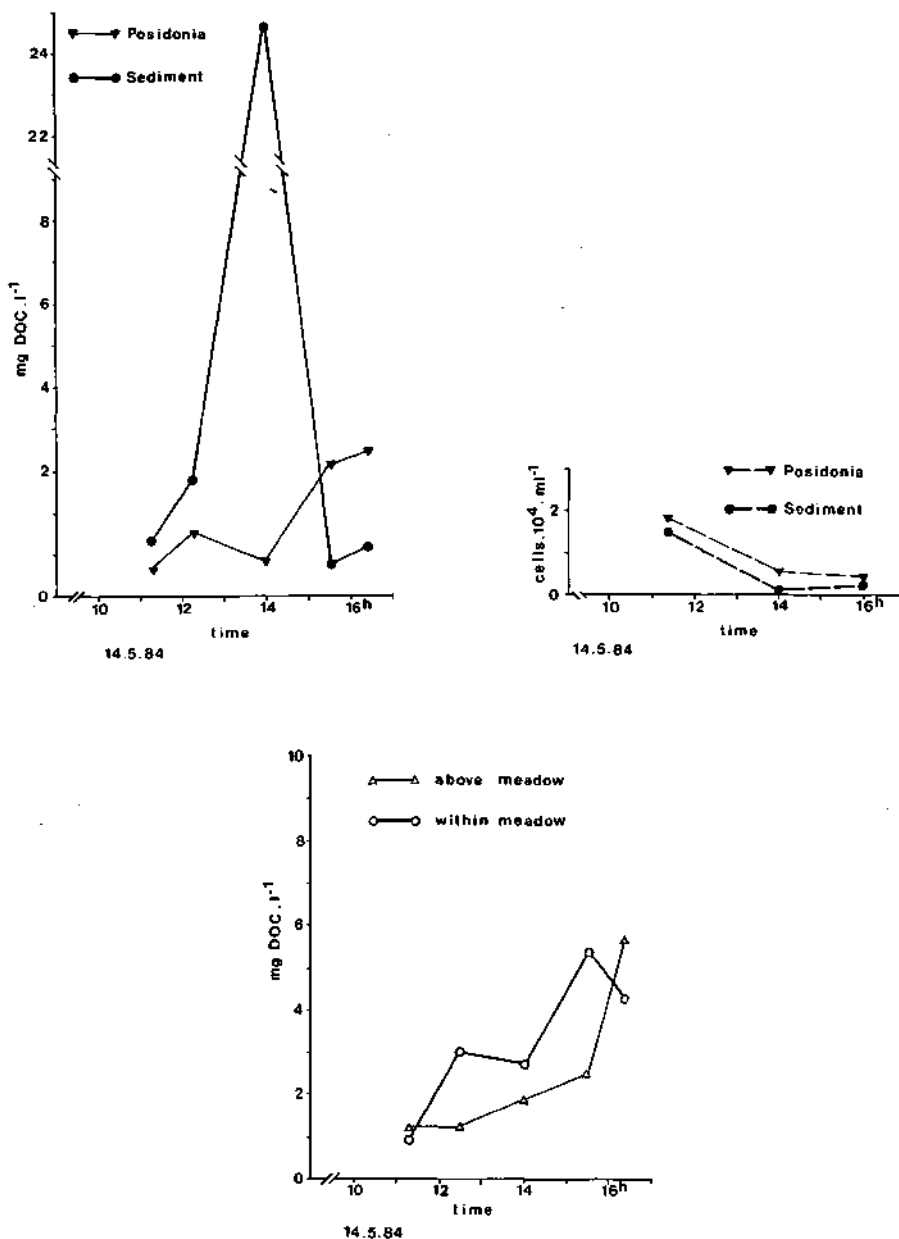 Posidonia
Sediment
24
22
8
6
4
2
0
mg DOC.l⁻¹
10 12 14 16h
time
14.5.84
Posidonia
Sediment
2
0
cells.10⁴.ml⁻¹
10 12 14 16h
time
14.5.84
above meadow
within meadow
10
8
6
4
2
0
mg DOC.l⁻¹
10 12 14 16h
time
14.5.84